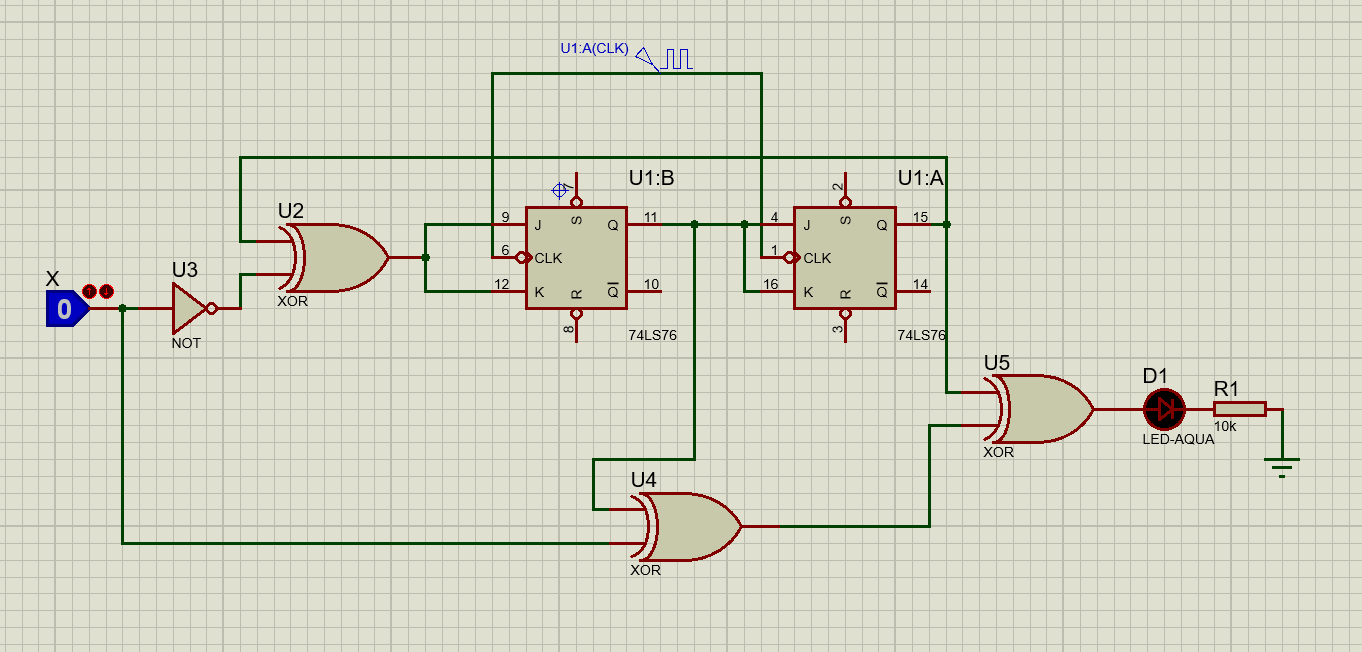 U1:A(CLK)
U1:B
U1:A
7
2
S
S
U2
9
J
Q
11
4
J
Q
15
6
CLK
1
CLK
U3
12
K
Q
10
16
K
Q
14
X
0
XOR
R
R
NOT
8
74LS76
3
74LS76
U5
D1
R1
LED-AQUA
10k
XOR
U4
XOR